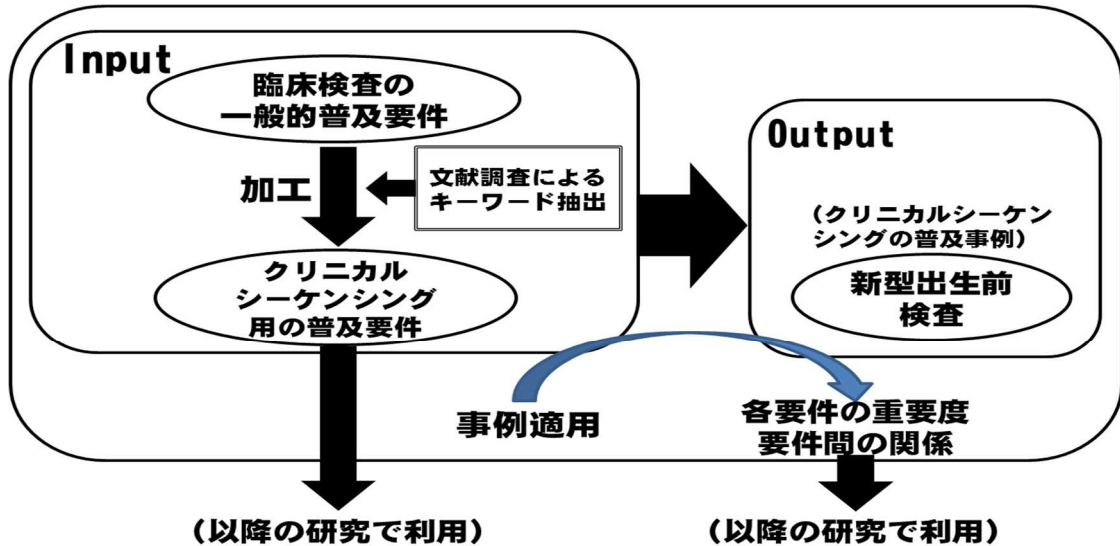 Input
臨床検査の
一般的普及要件
加工
文献調査による
キーワード抽出
クリニカル
シーケンシング
用の普及要件
Output
（クリニカルシーケン
シングの普及事例）
新型出生前
検査
事例適用
各要件の重要度
要件間の関係
（以降の研究で利用）
（以降の研究で利用）